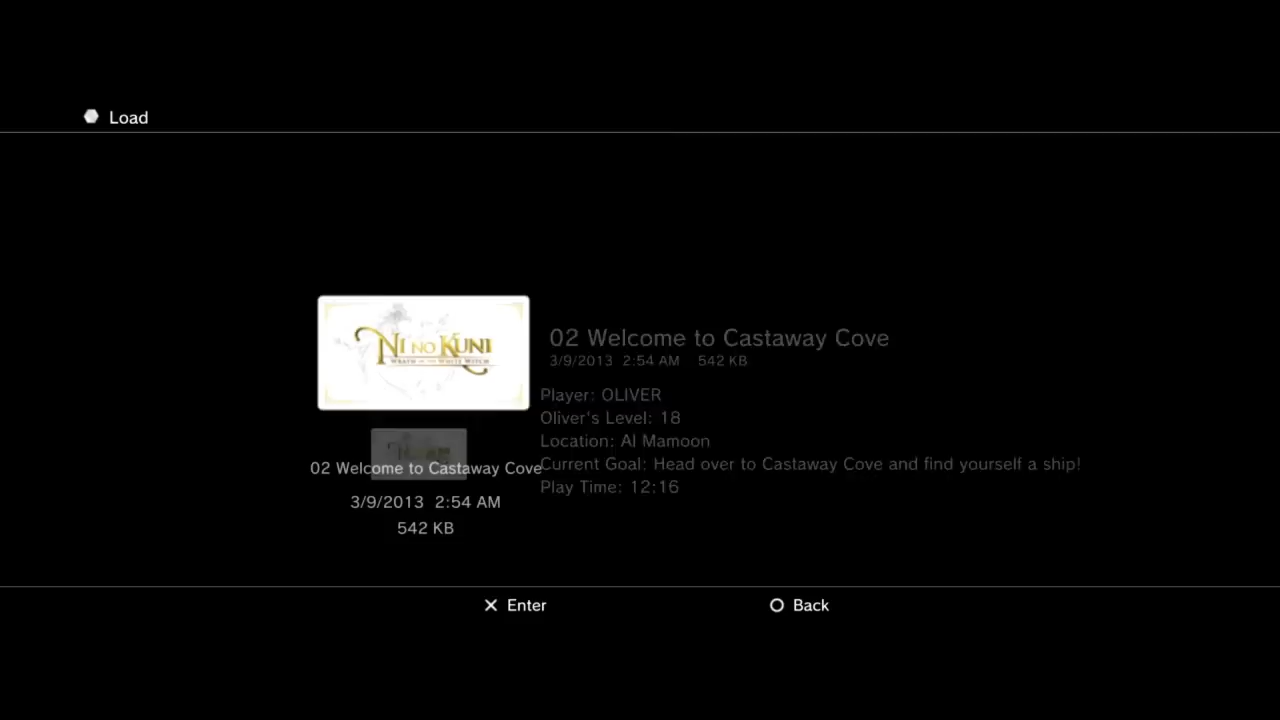 Load
NI NO KUNI
WRATH OF THE WHITE WITCH
02 Welcome to Castaway Cove
3/9/2013 2:54 AM 542 KB
Player: OLIVER
Oliver's Level: 18
Location: Al Mamoon
Current Goal: Head over to Castaway Cove and find yourself a ship!
Play Time: 12:16
02 Welcome to Castaway Cove
3/9/2013 2:54 AM
542 KB
Enter
Back